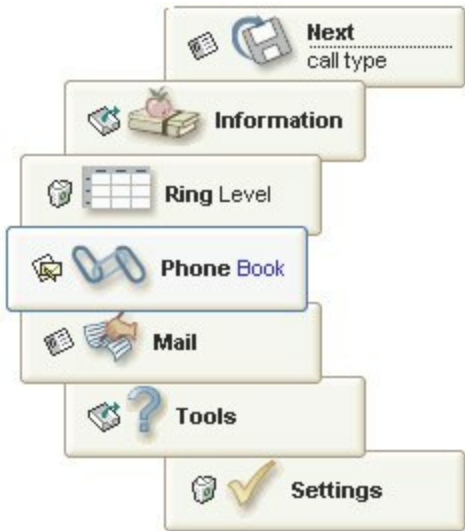 Next
call type
Information
Ring Level
Phone Book
Mail
Tools
Settings